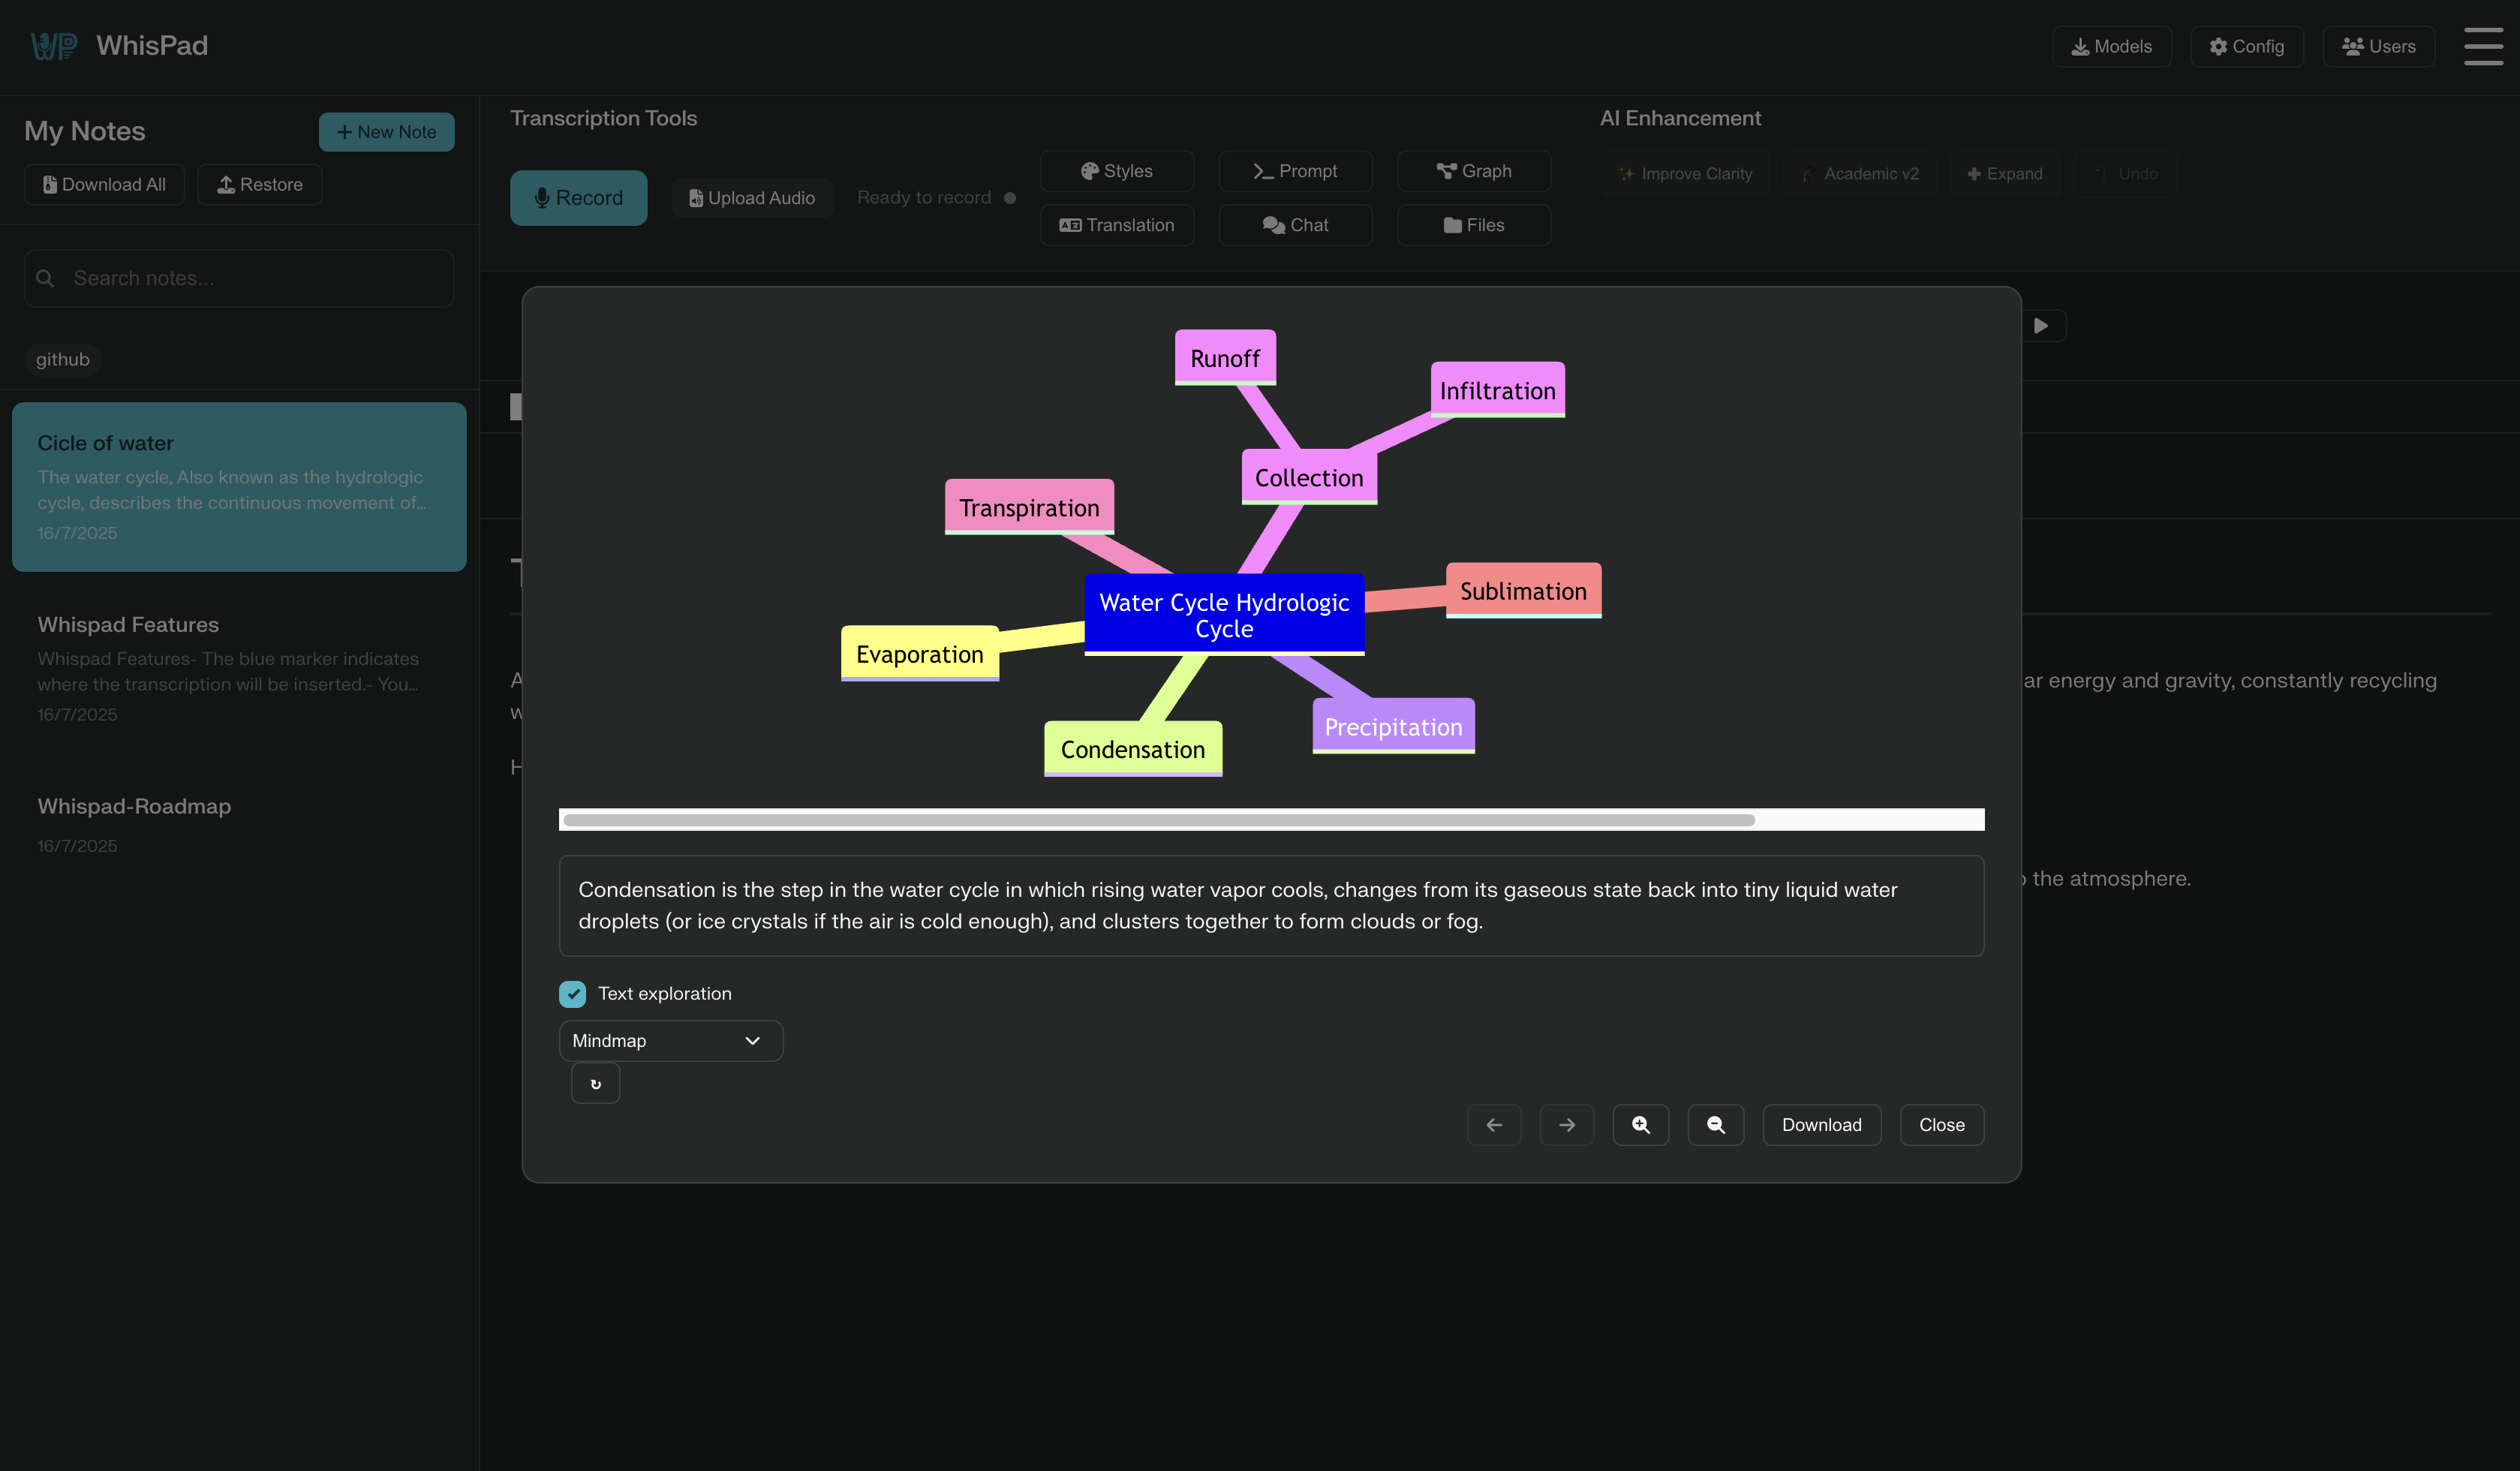 WP WhisPad
Models
Config
Users
My Notes
New Note
Download All
Restore
Search notes...
github
Cicle of water
The water cycle, Also known as the hydrologic
cycle, describes the continuous movement of...
16/7/2025
Whispad Features
Whispad Features- The blue marker indicates
where the transcription will be inserted.- You...
16/7/2025
Whispad-Roadmap
16/7/2025
Transcription Tools
Record
Upload Audio
Ready to record
Styles
Prompt
Graph
Translation
Chat
Files
AI Enhancement
Improve Clarity
Academic v2
Expand
Undo
Runoff
Infiltration
Collection
Transpiration
Sublimation
Water Cycle Hydrologic
Cycle
Evaporation
Precipitation
Condensation
ar energy and gravity, constantly recycling
the atmosphere.
Condensation is the step in the water cycle in which rising water vapor cools, changes from its gaseous state back into tiny liquid water
droplets (or ice crystals if the air is cold enough), and clusters together to form clouds or fog.
Text exploration
Mindmap
Download
Close